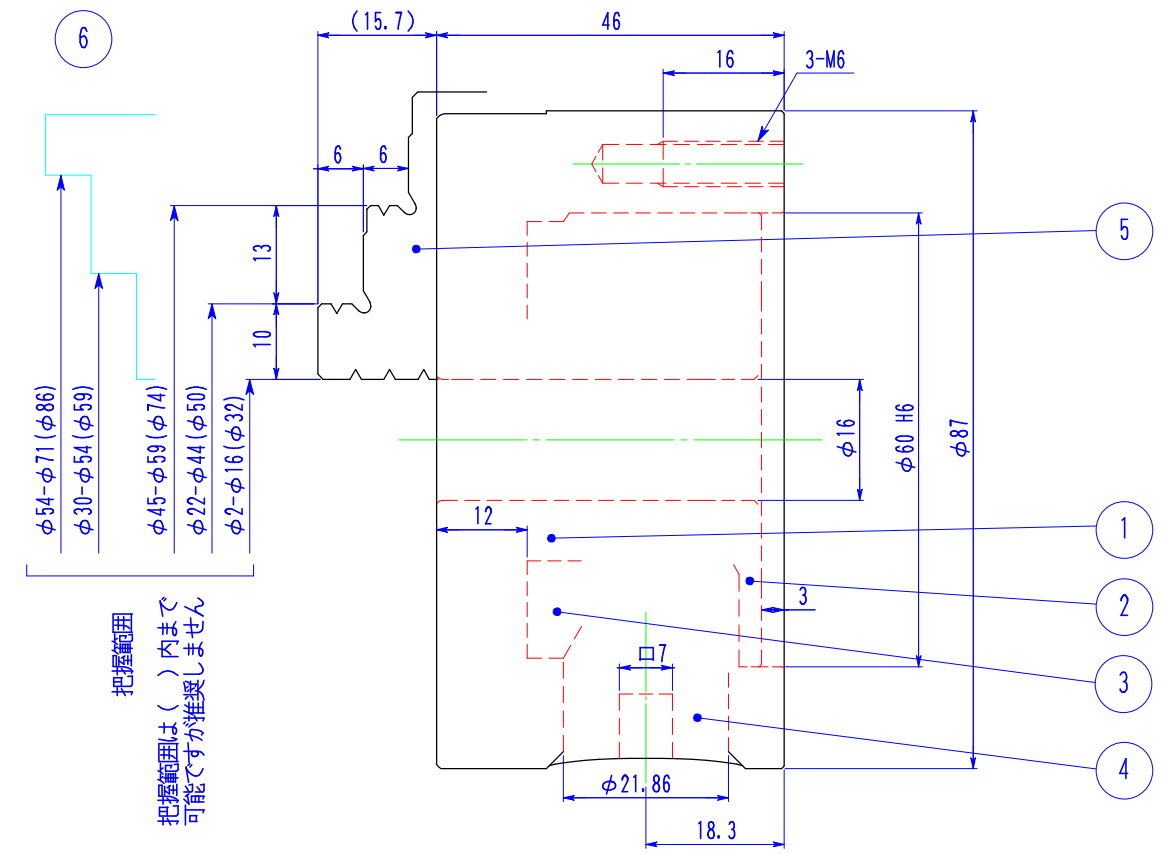 6
(15.7)
46
16
3-M6
6
6
13
10
5
φ54-φ71(φ86)
φ30-φ54(φ59)
φ45-φ59(φ74)
φ22-φ44(φ50)
φ2-φ16(φ32)
φ16
φ60 H6
φ87
12
1
2
3
3
□7
4
φ21.86
18.3
把握範囲
把握範囲は( )内まで
可能ですが推奨しません